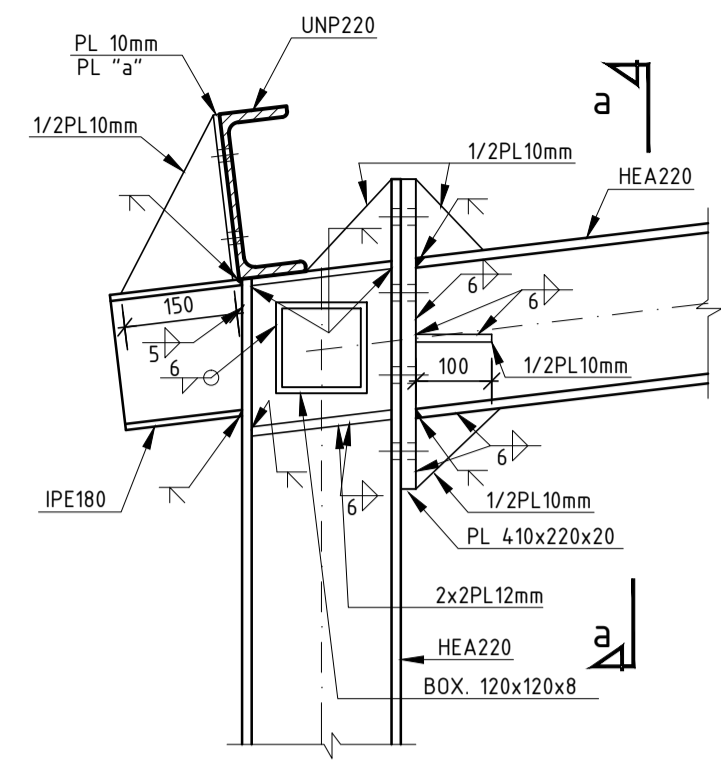 UNP220
PL 10mm
PL "a"
a
1/2PL10mm
1/2PL10mm
HEA220
6
6
150
5
6
100
1/2PL10mm
6
IPE180
6
1/2PL10mm
PL 410x220x20
2x2PL12mm
a
HEA220
BOX. 120x120x8